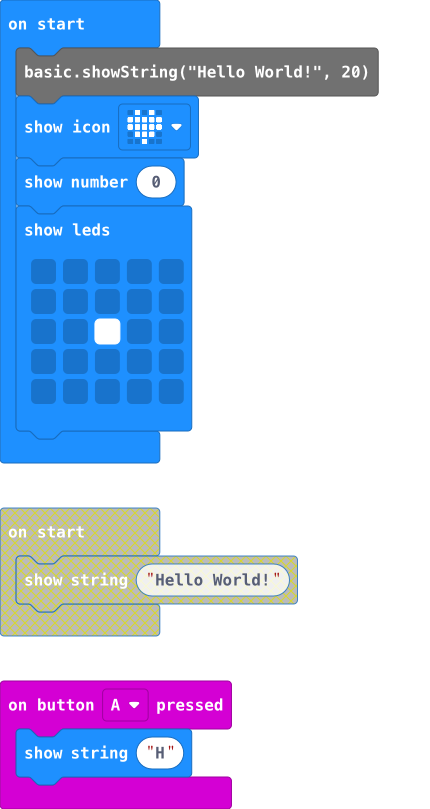 on start
basic.showString("Hello World!", 20)
show icon
show number 0
show leds
on start
show string "Hello World!"
on button A pressed
show string "H"